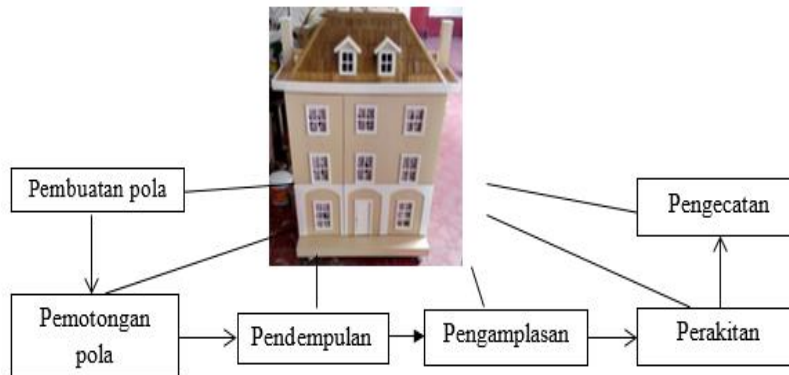 Pembuatan pola
Pengecatan
Pemotongan
pola
Pendempulan
Pengamplasan
Perakitan